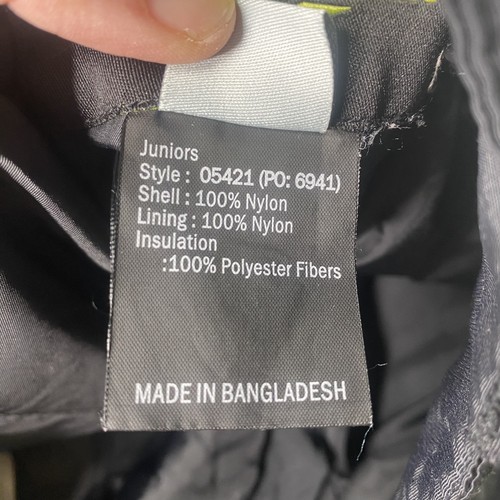 Juniors
Style : 05421 (PO: 6941)
Shell : 100% Nylon
Lining : 100% Nylon
Insulation
:100% Polyester Fibers
MADE IN BANGLADESH